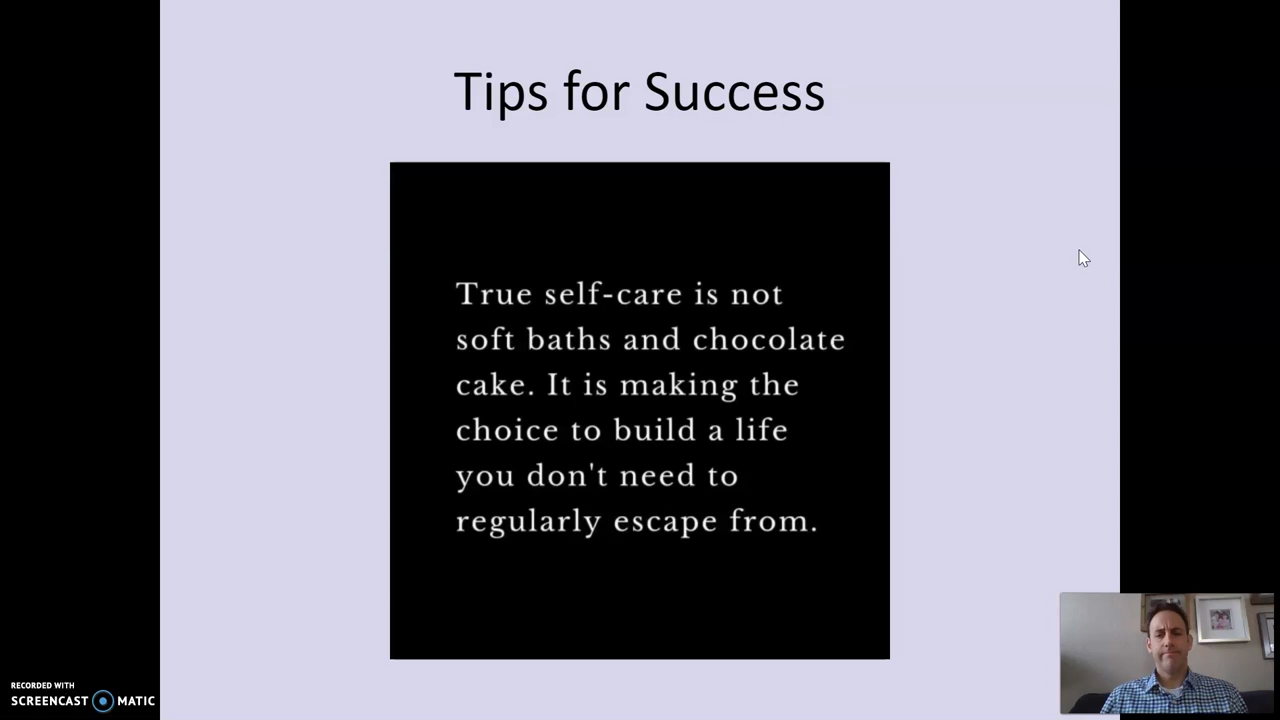 Tips for Success
True self-care is not
soft baths and chocolate
cake. It is making the
choice to build a life
you don't need to
regularly escape from.
RECORDED WITH
SCREENCAST MATIC